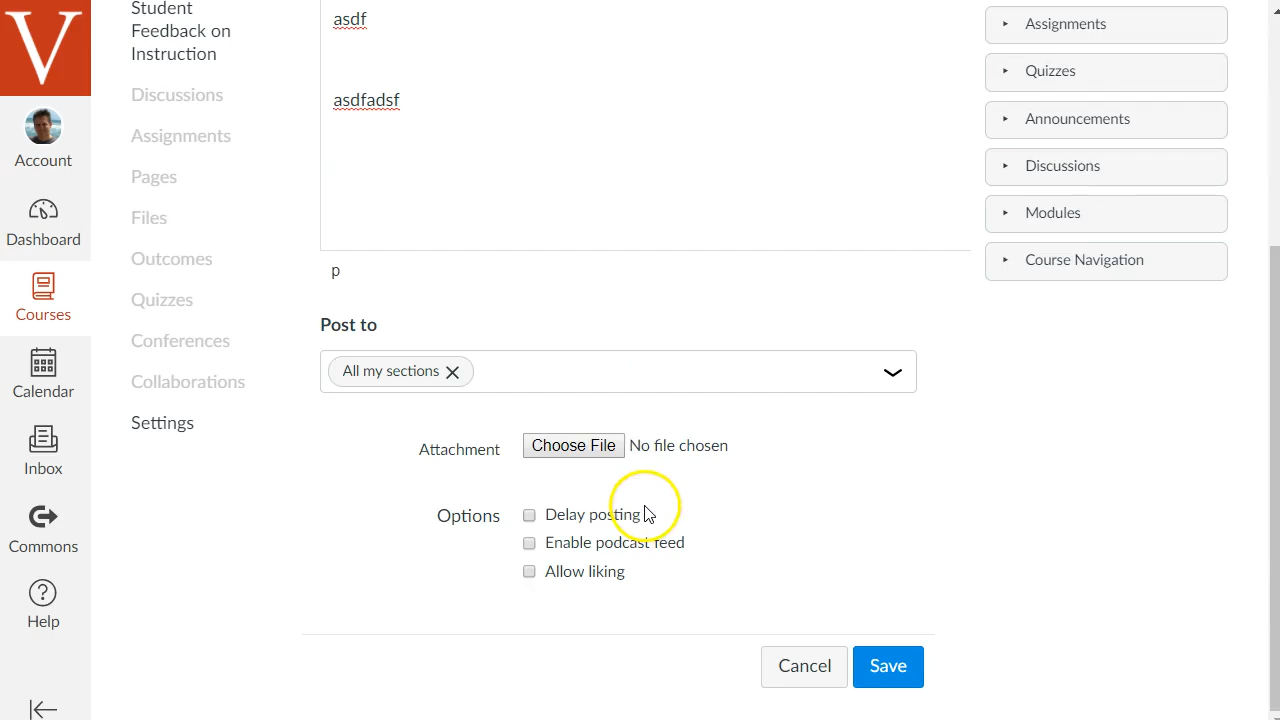 V
Account
Dashboard
Courses
Calendar
Inbox
Commons
Help
Student
Feedback on
Instruction
Discussions
Assignments
Pages
Files
Outcomes
Quizzes
Conferences
Collaborations
Settings
asdf
asdfadsf
p
Post to
All my sections
Attachment
Choose File No file chosen
Options
Delay posting
Enable podcast feed
Allow liking
Cancel
Save
Assignments
Quizzes
Announcements
Discussions
Modules
Course Navigation